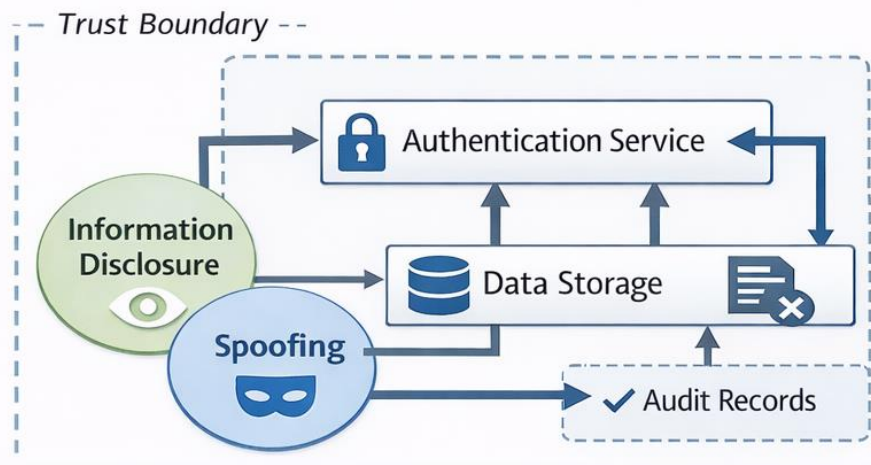 Trust Boundary
Authentication Service
Information
Disclosure
Data Storage
Spoofing
Audit Records